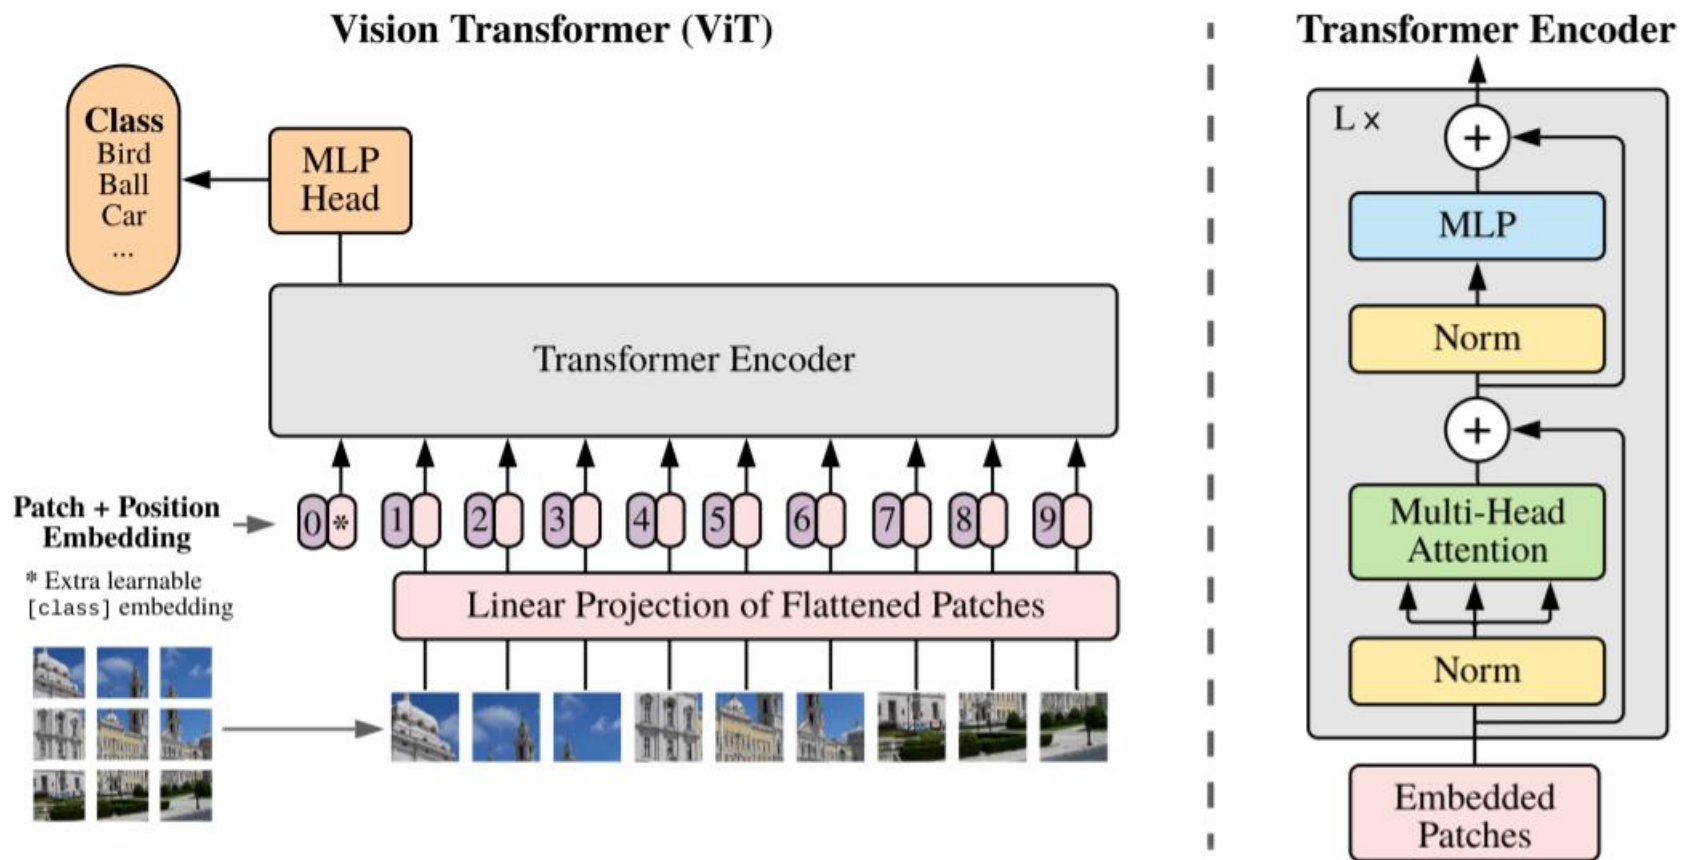 Vision Transformer (ViT)
Class
Bird
Ball
Car
...
MLP
Head
Transformer Encoder
Patch + Position
Embedding
0 * 1 2 3 4 5 6 7 8 9
* Extra learnable
[class] embedding
Linear Projection of Flattened Patches
Transformer Encoder
L x
+
MLP
Norm
+
Multi-Head
Attention
Norm
Embedded
Patches